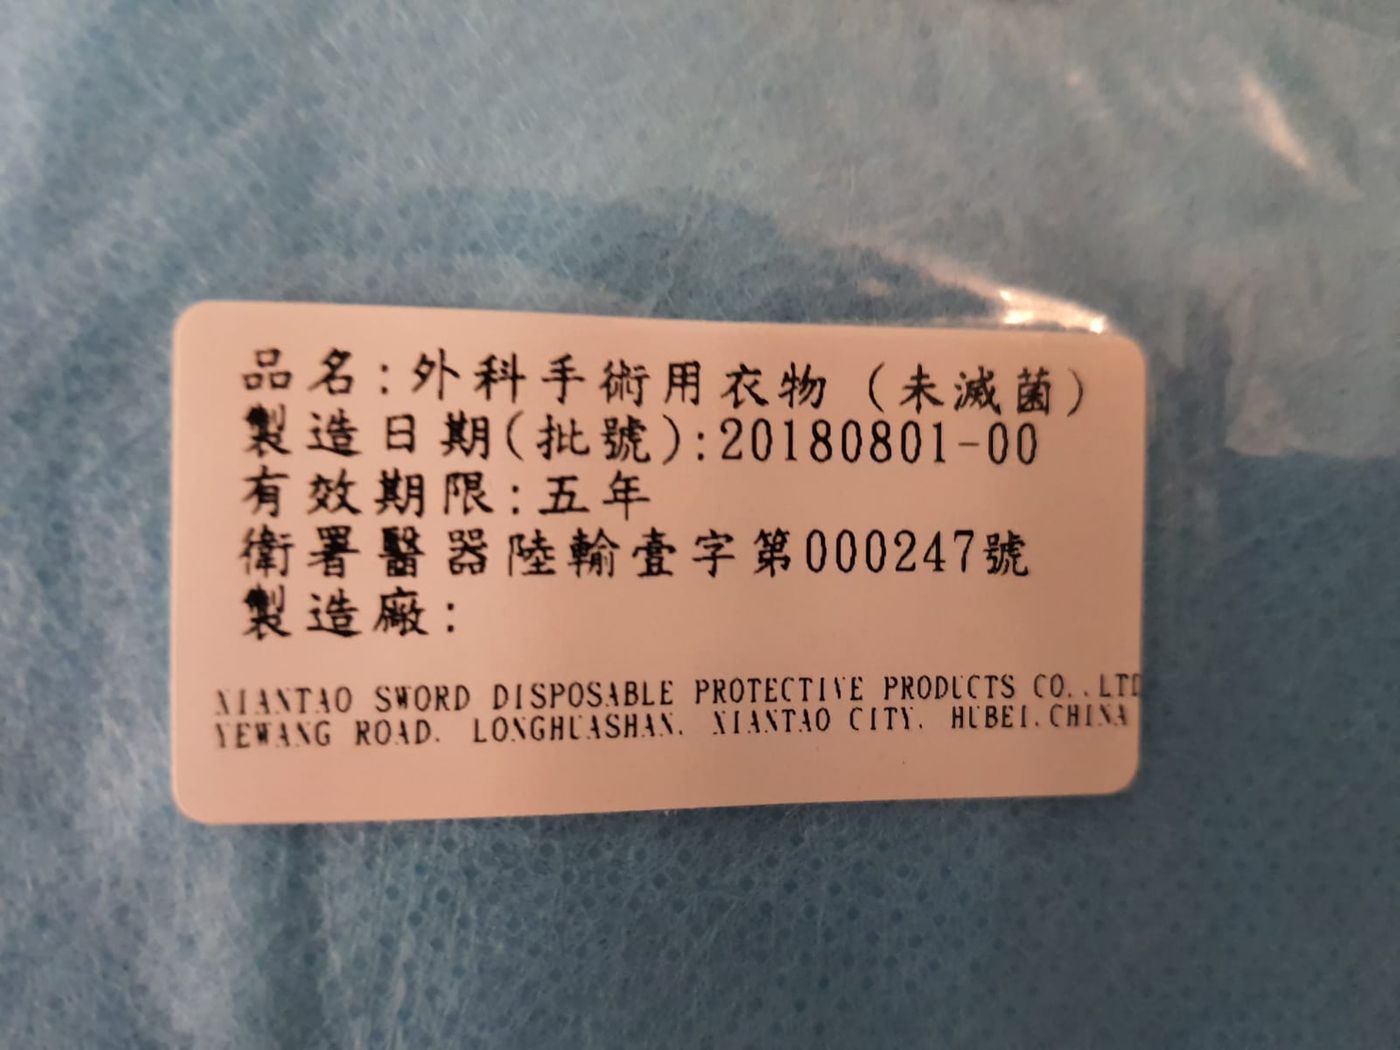 品名:外科手術用衣物(未滅菌)
製造日期(批號):20180801-00
有效期限:五年
衛署醫器陸輸壹字第000247號
製造廠:
XIANTAO SWORD DISPOSABLE PROTECTIVE PRODUCTS CO.,LTD
YEWANG ROAD. LONGHUASHAN. XIANTAO CITY. HUBEI.CHINA